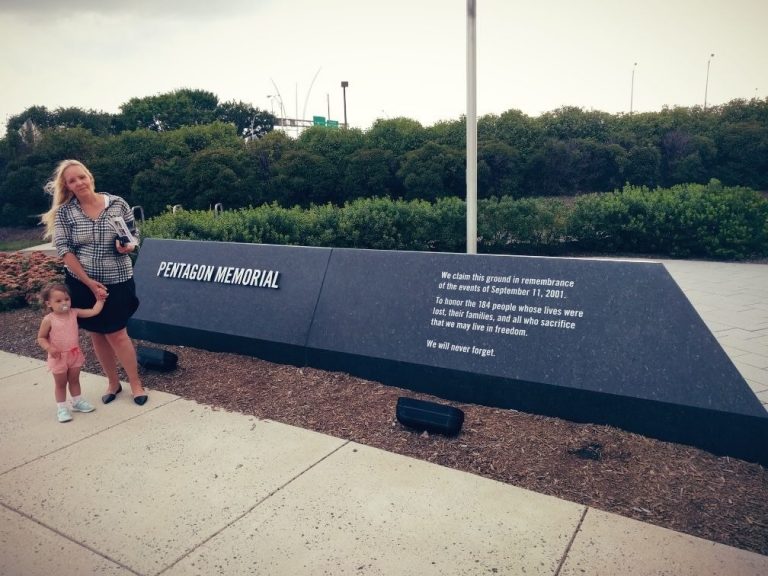 PENTAGON MEMORIAL
We claim this ground in remembrance
of the events of September 11, 2001.
To honor the 184 people whose lives were
lost, their families, and all who sacrifice
that we may live in freedom.
We will never forget.